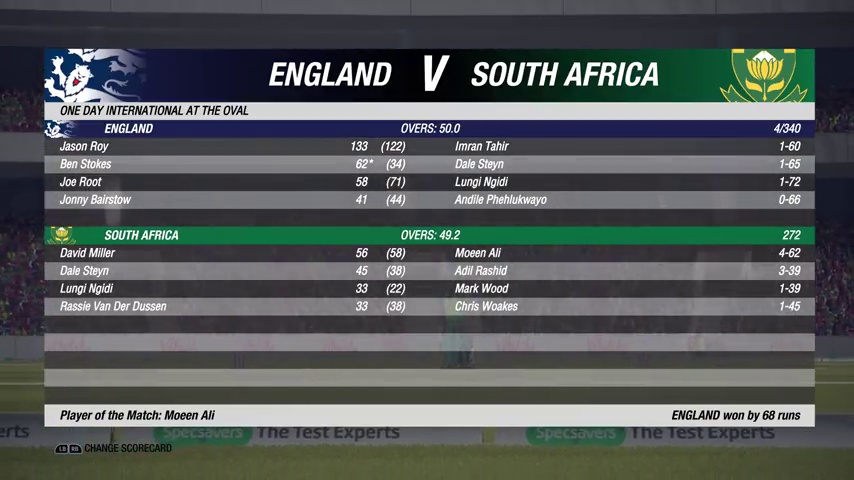 ENGLAND V SOUTH AFRICA
ONE DAY INTERNATIONAL AT THE OVAL
ENGLAND OVERS: 50.0 4/340
Jason Roy 133 (122) Imran Tahir 1-60
Ben Stokes 62* (34) Dale Steyn 1-65
Joe Root 58 (71) Lungi Ngidi 1-72
Jonny Bairstow 41 (44) Andile Phehlukwayo 0-66
SOUTH AFRICA OVERS: 49.2 272
David Miller 56 (58) Moeen Ali 4-62
Dale Steyn 45 (38) Adil Rashid 3-39
Lungi Ngidi 33 (22) Mark Wood 1-39
Rassie Van Der Dussen 33 (38) Chris Woakes 1-45
Player of the Match: Moeen Ali ENGLAND won by 68 runs
erts Specsavers The Test Experts Specsavers The Test Experts
LB RB CHANGE SCORECARD